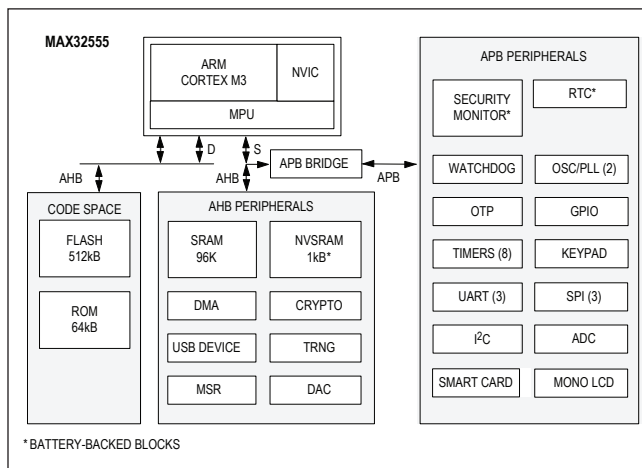 MAX32555
ARM
CORTEX M3
NVIC
MPU
D
S
AHB
AHB
APB BRIDGE
APB
CODE SPACE
FLASH
512kB
ROM
64kB
AHB PERIPHERALS
SRAM
96K
NVSRAM
1kB*
DMA
CRYPTO
USB DEVICE
TRNG
MSR
DAC
APB PERIPHERALS
SECURITY
MONITOR*
RTC*
WATCHDOG
OSC/PLL (2)
OTP
GPIO
TIMERS (8)
KEYPAD
UART (3)
SPI (3)
I²C
ADC
SMART CARD
MONO LCD
* BATTERY-BACKED BLOCKS